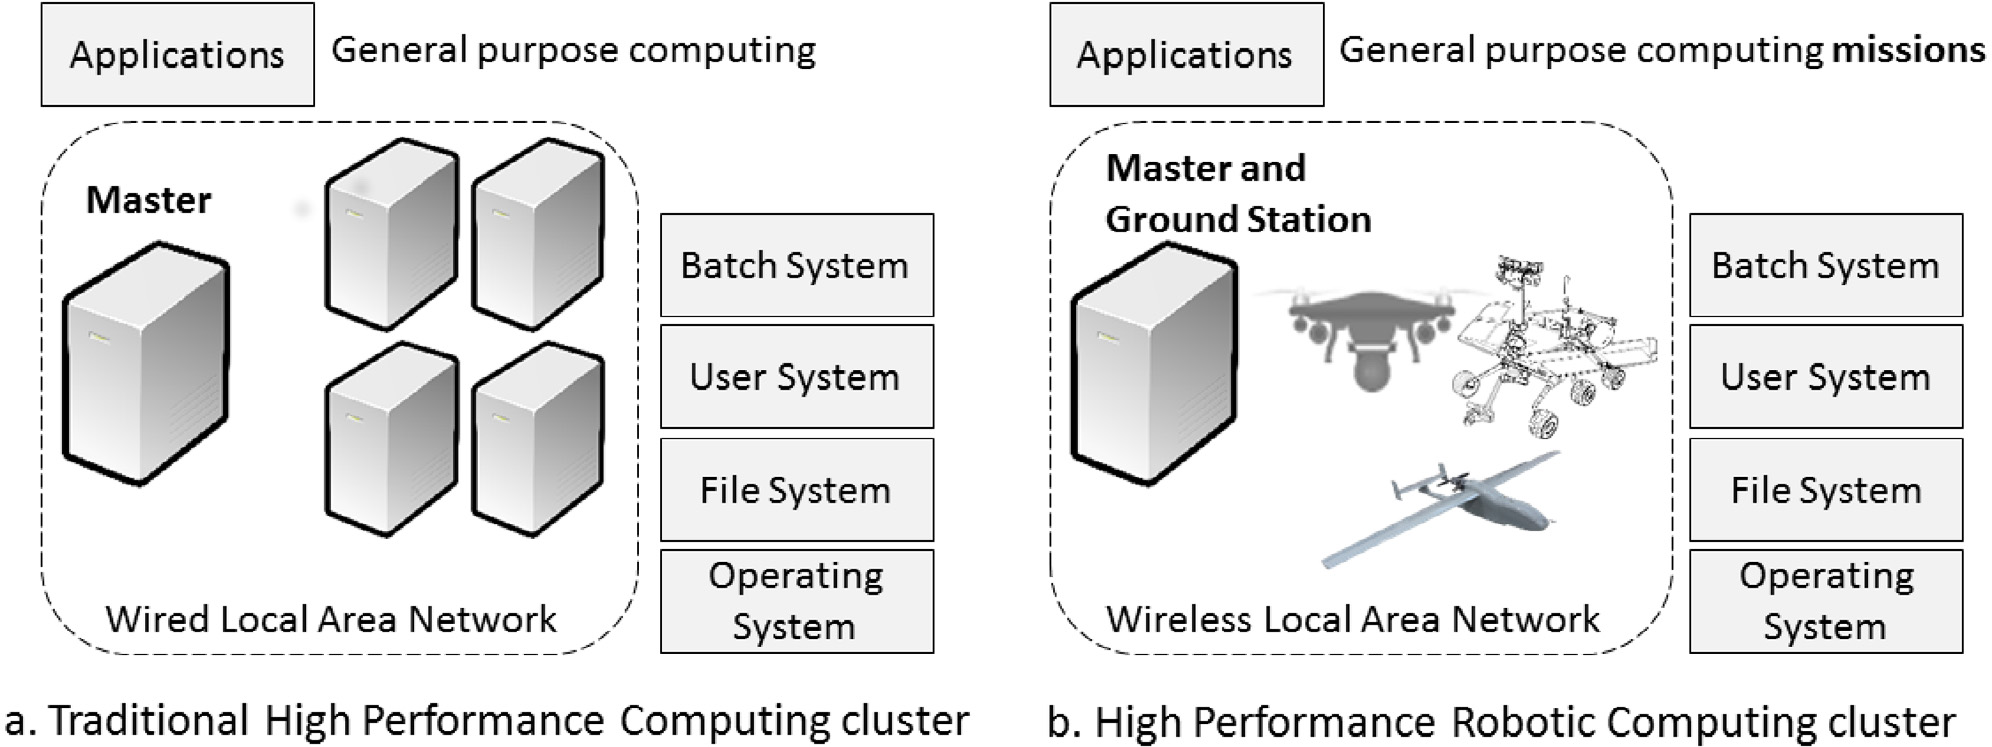 Applications
General purpose computing
Master
Batch System
User System
File System
Operating
System
Wired Local Area Network
a. Traditional High Performance Computing cluster
Applications
General purpose computing missions
Master and
Ground Station
Batch System
User System
File System
Operating
System
Wireless Local Area Network
b. High Performance Robotic Computing cluster